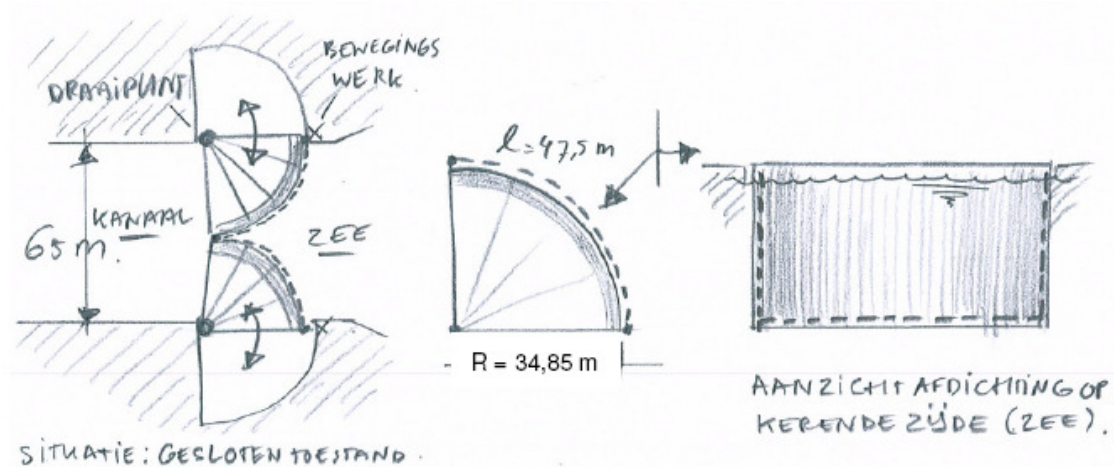 BEWEGINGS
WERK
DRAAIPUNT
KANAAL
65 m.
ZEE
l=47,5 m
R = 34,85 m
SITUATIE: GESLOTEN TOESTAND.
AANZICHT AFDICHTING OP
KERENDE ZIJDE (ZEE).